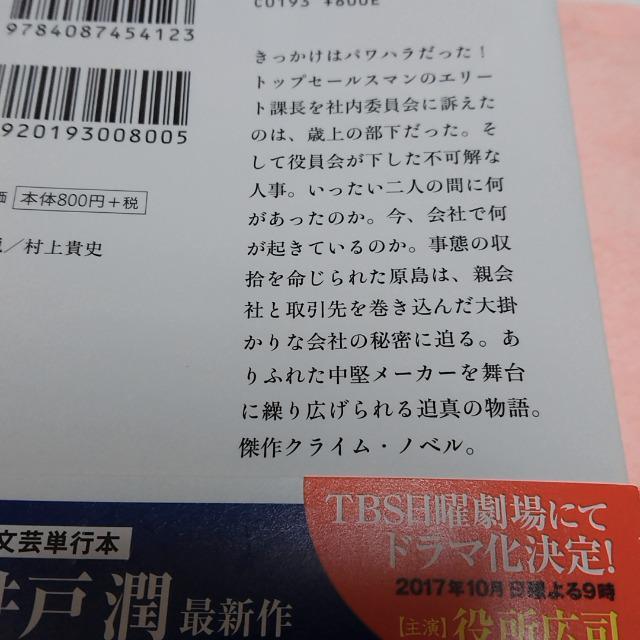 C0193 ¥800E
9784087454123
920193008005
本体800円+税
／村上貴史
きっかけはパワハラだった！
トップセールスマンのエリー
ト課長を社内委員会に訴えた
のは、歳上の部下だった。そ
して役員会が下した不可解な
人事。いったい二人の間に何
があったのか。今、会社で何
が起きているのか。事態の収
拾を命じられた原島は、親会
社と取引先を巻き込んだ大掛
かりな会社の秘密に迫る。あ
りふれた中堅メーカーを舞台
に繰り広げられる迫真の物語。
傑作クライム・ノベル。
TBS日曜劇場にて
ドラマ化決定！
2017年10月 日曜よる9時
【主演】役所広司
文芸単行本
井戸潤 最新作